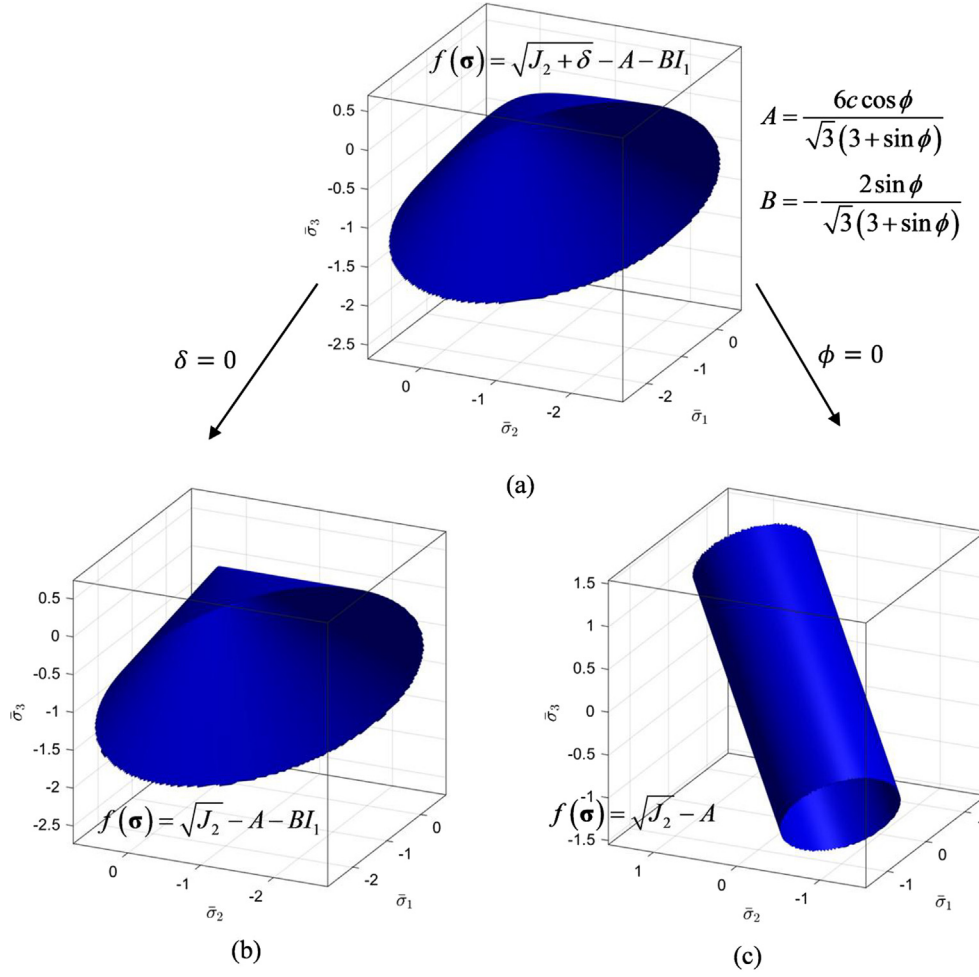 f(σ) = √(J₂ + δ) − A − BI₁
A = 6c cos ϕ / √3(3 + sin ϕ)
B = − 2 sin ϕ / √3(3 + sin ϕ)
0.5
0
-0.5
-1
-1.5
-2
-2.5
σ̄₃
0
-1
-2
σ̄₂
-2
-1
0
σ̄₁
δ = 0
ϕ = 0
(a)
0.5
0
-0.5
-1
-1.5
-2
-2.5
σ̄₃
f(σ) = √J₂ − A − BI₁
0
-1
-2
σ̄₂
-2
-1
0
σ̄₁
(b)
1.5
1
0.5
0
-0.5
-1
-1.5
σ̄₃
f(σ) = √J₂ − A
1
0
-1
σ̄₂
-1
0
σ̄₁
(c)